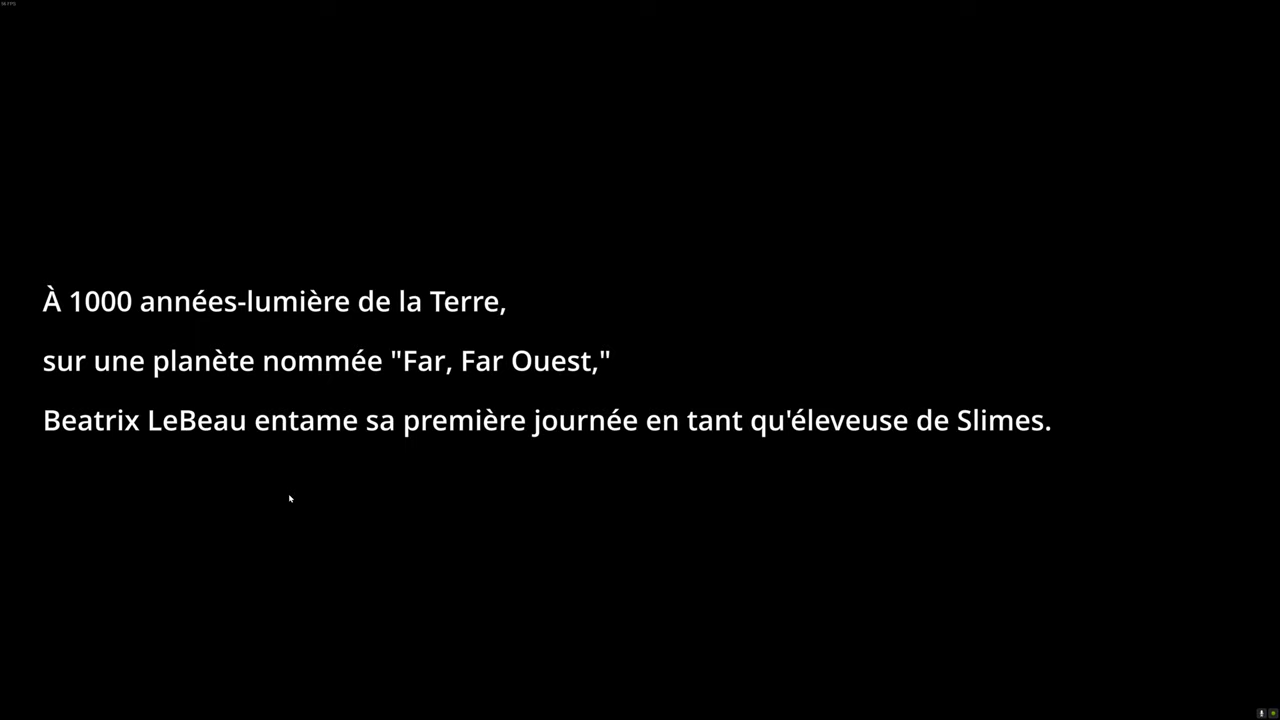 À 1000 années-lumière de la Terre,
sur une planète nommée "Far, Far Ouest,"
Beatrix LeBeau entame sa première journée en tant qu'éleveuse de Slimes.